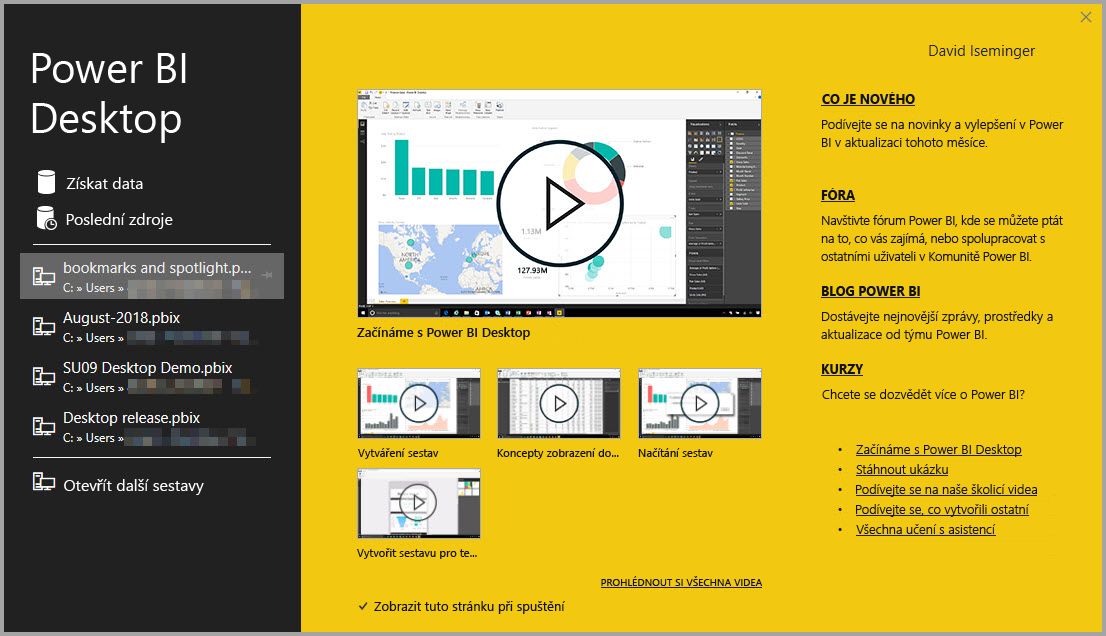 Power BI
Desktop
Získat data
Poslední zdroje
bookmarks and spotlight.p...
C: » Users »
August-2018.pbix
C: » Users »
SU09 Desktop Demo.pbix
C: » Users »
Desktop release.pbix
C: » Users »
Otevřít další sestavy
1.13M
127.93M
NORTH
AMERICA
Začínáme s Power BI Desktop
Vytváření sestav
Koncepty zobrazení do...
Načítání sestav
Vytvořit sestavu pro te...
PROHLÉDNOUT SI VŠECHNA VIDEA
Zobrazit tuto stránku při spuštění
David Iseminger
CO JE NOVÉHO
Podívejte se na novinky a vylepšení v Power
BI v aktualizaci tohoto měsíce.
FÓRA
Navštivte fórum Power BI, kde se můžete ptát
na to, co vás zajímá, nebo spolupracovat s
ostatními uživateli v Komunitě Power BI.
BLOG POWER BI
Dostávejte nejnovější zprávy, prostředky a
aktualizace od týmu Power BI.
KURZY
Chcete se dozvědět více o Power BI?
• Začínáme s Power BI Desktop
• Stáhnout ukázku
• Podívejte se na naše školicí videa
• Podívejte se, co vytvořili ostatní
• Všechna učení s asistencí